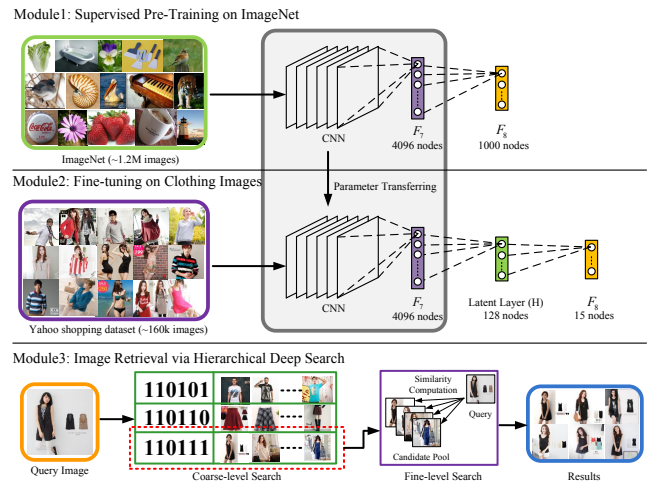 Module1: Supervised Pre-Training on ImageNet
Coca-Cola
CNN
F7
4096 nodes
F8
1000 nodes
ImageNet (~1.2M images)
Module2: Fine-tuning on Clothing Images
Parameter Transferring
CNN
F7
4096 nodes
Latent Layer (H)
128 nodes
F8
15 nodes
Yahoo shopping dataset (~160k images)
Module3: Image Retrieval via Hierarchical Deep Search
110101
110110
110111
Similarity
Computation
Query
Candidate Pool
Query Image
Coarse-level Search
Fine-level Search
Results